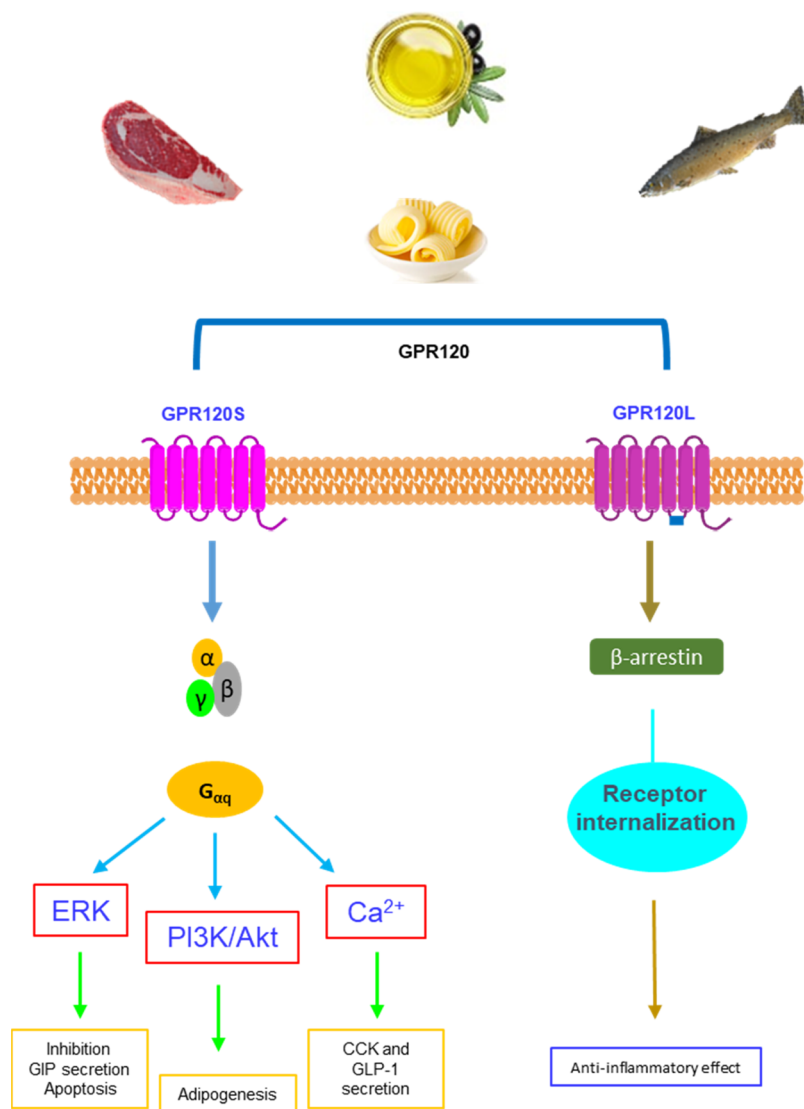 GPR120
GPR120S
GPR120L
α
β
γ
β-arrestin
Gαq
Receptor
internalization
ERK
PI3K/Akt
Ca²⁺
Inhibition
GIP secretion
Apoptosis
Adipogenesis
CCK and
GLP-1
secretion
Anti-inflammatory effect